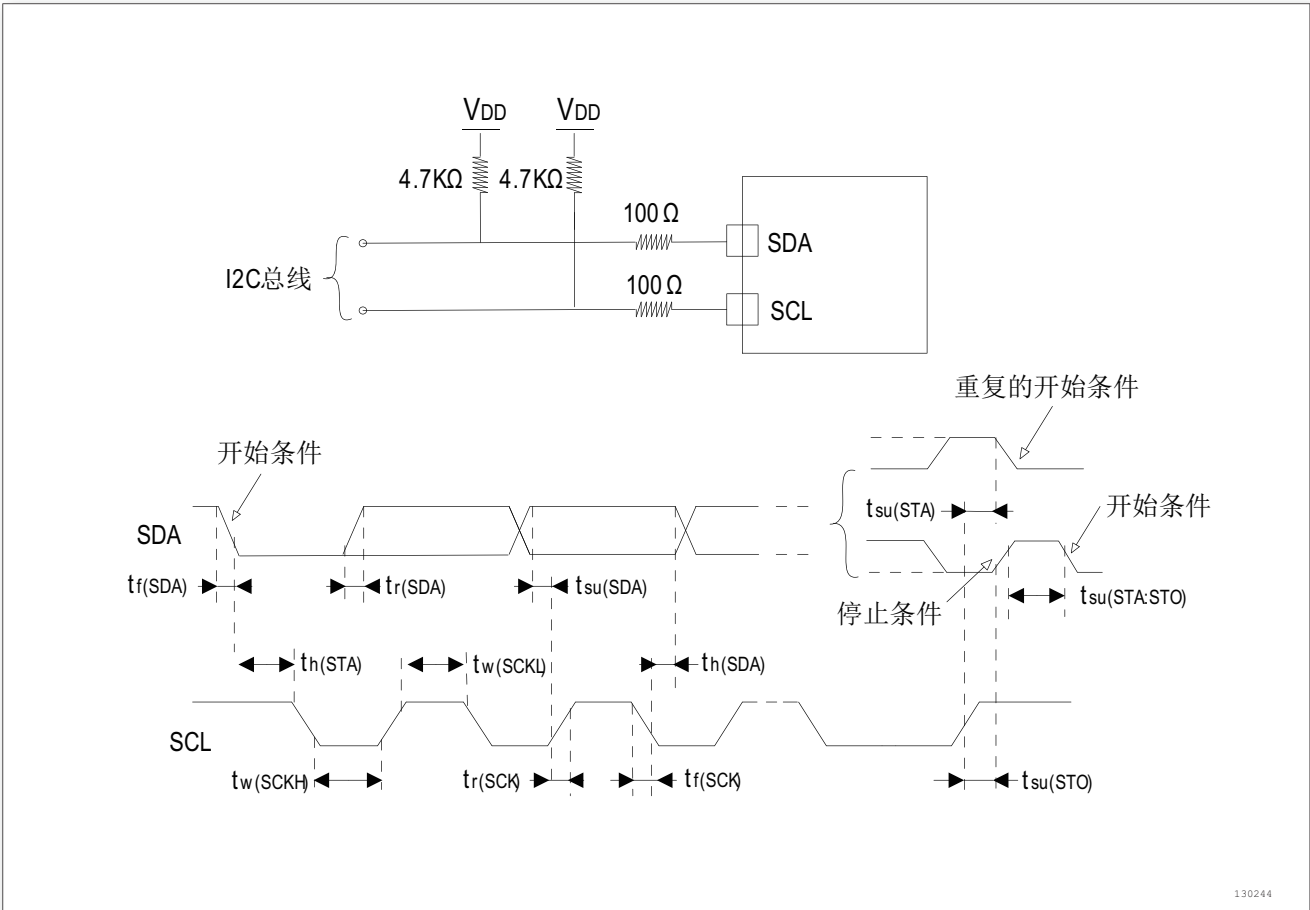 VDD VDD
4.7KΩ 4.7KΩ
100 Ω
SDA
I2C总线
100 Ω
SCL
重复的开始条件
开始条件
tsu(STA)
开始条件
SDA
tf(SDA) tr(SDA) tsu(SDA)
停止条件
tsu(STA:STO)
th(STA) tw(SCKL) th(SDA)
SCL
tw(SCKH) tr(SCK) tf(SCK) tsu(STO)
130244